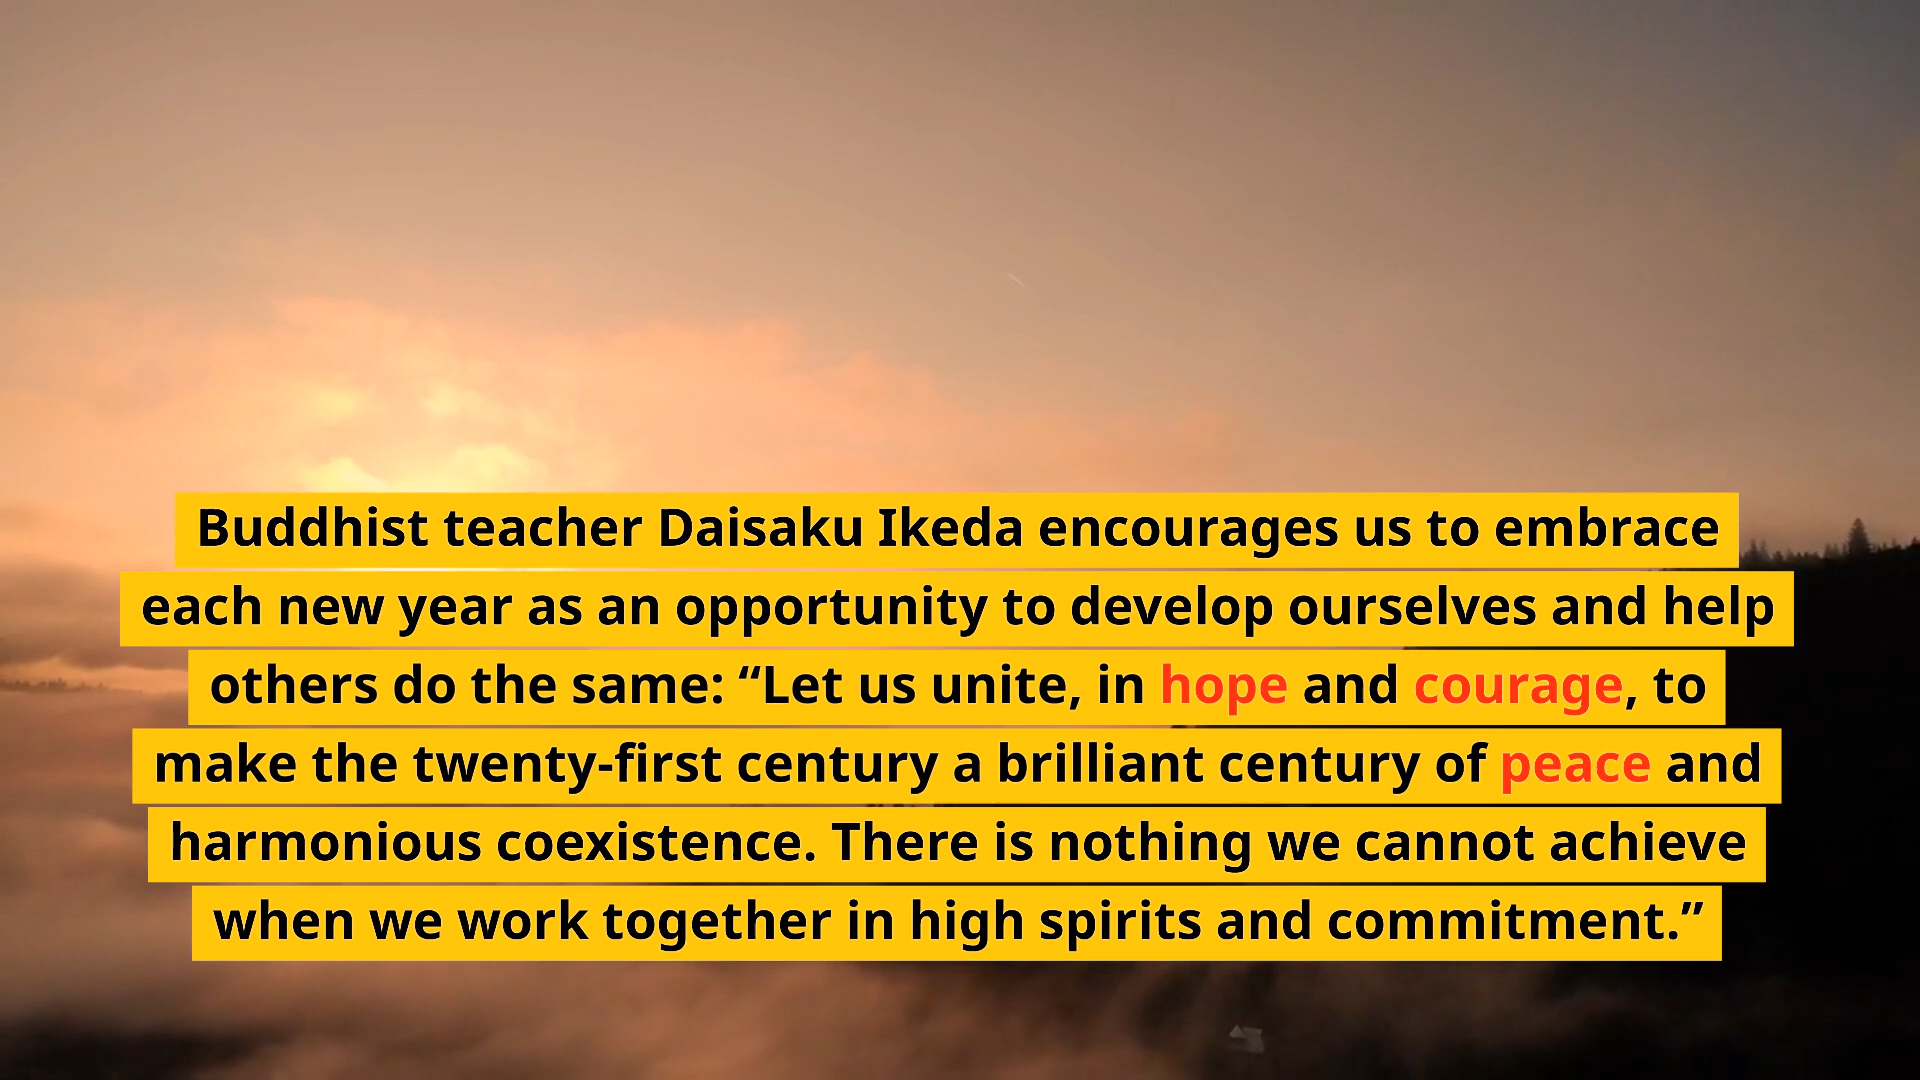 Buddhist teacher Daisaku Ikeda encourages us to embrace
each new year as an opportunity to develop ourselves and help
others do the same: “Let us unite, in hope and courage, to
make the twenty-first century a brilliant century of peace and
harmonious coexistence. There is nothing we cannot achieve
when we work together in high spirits and commitment.”